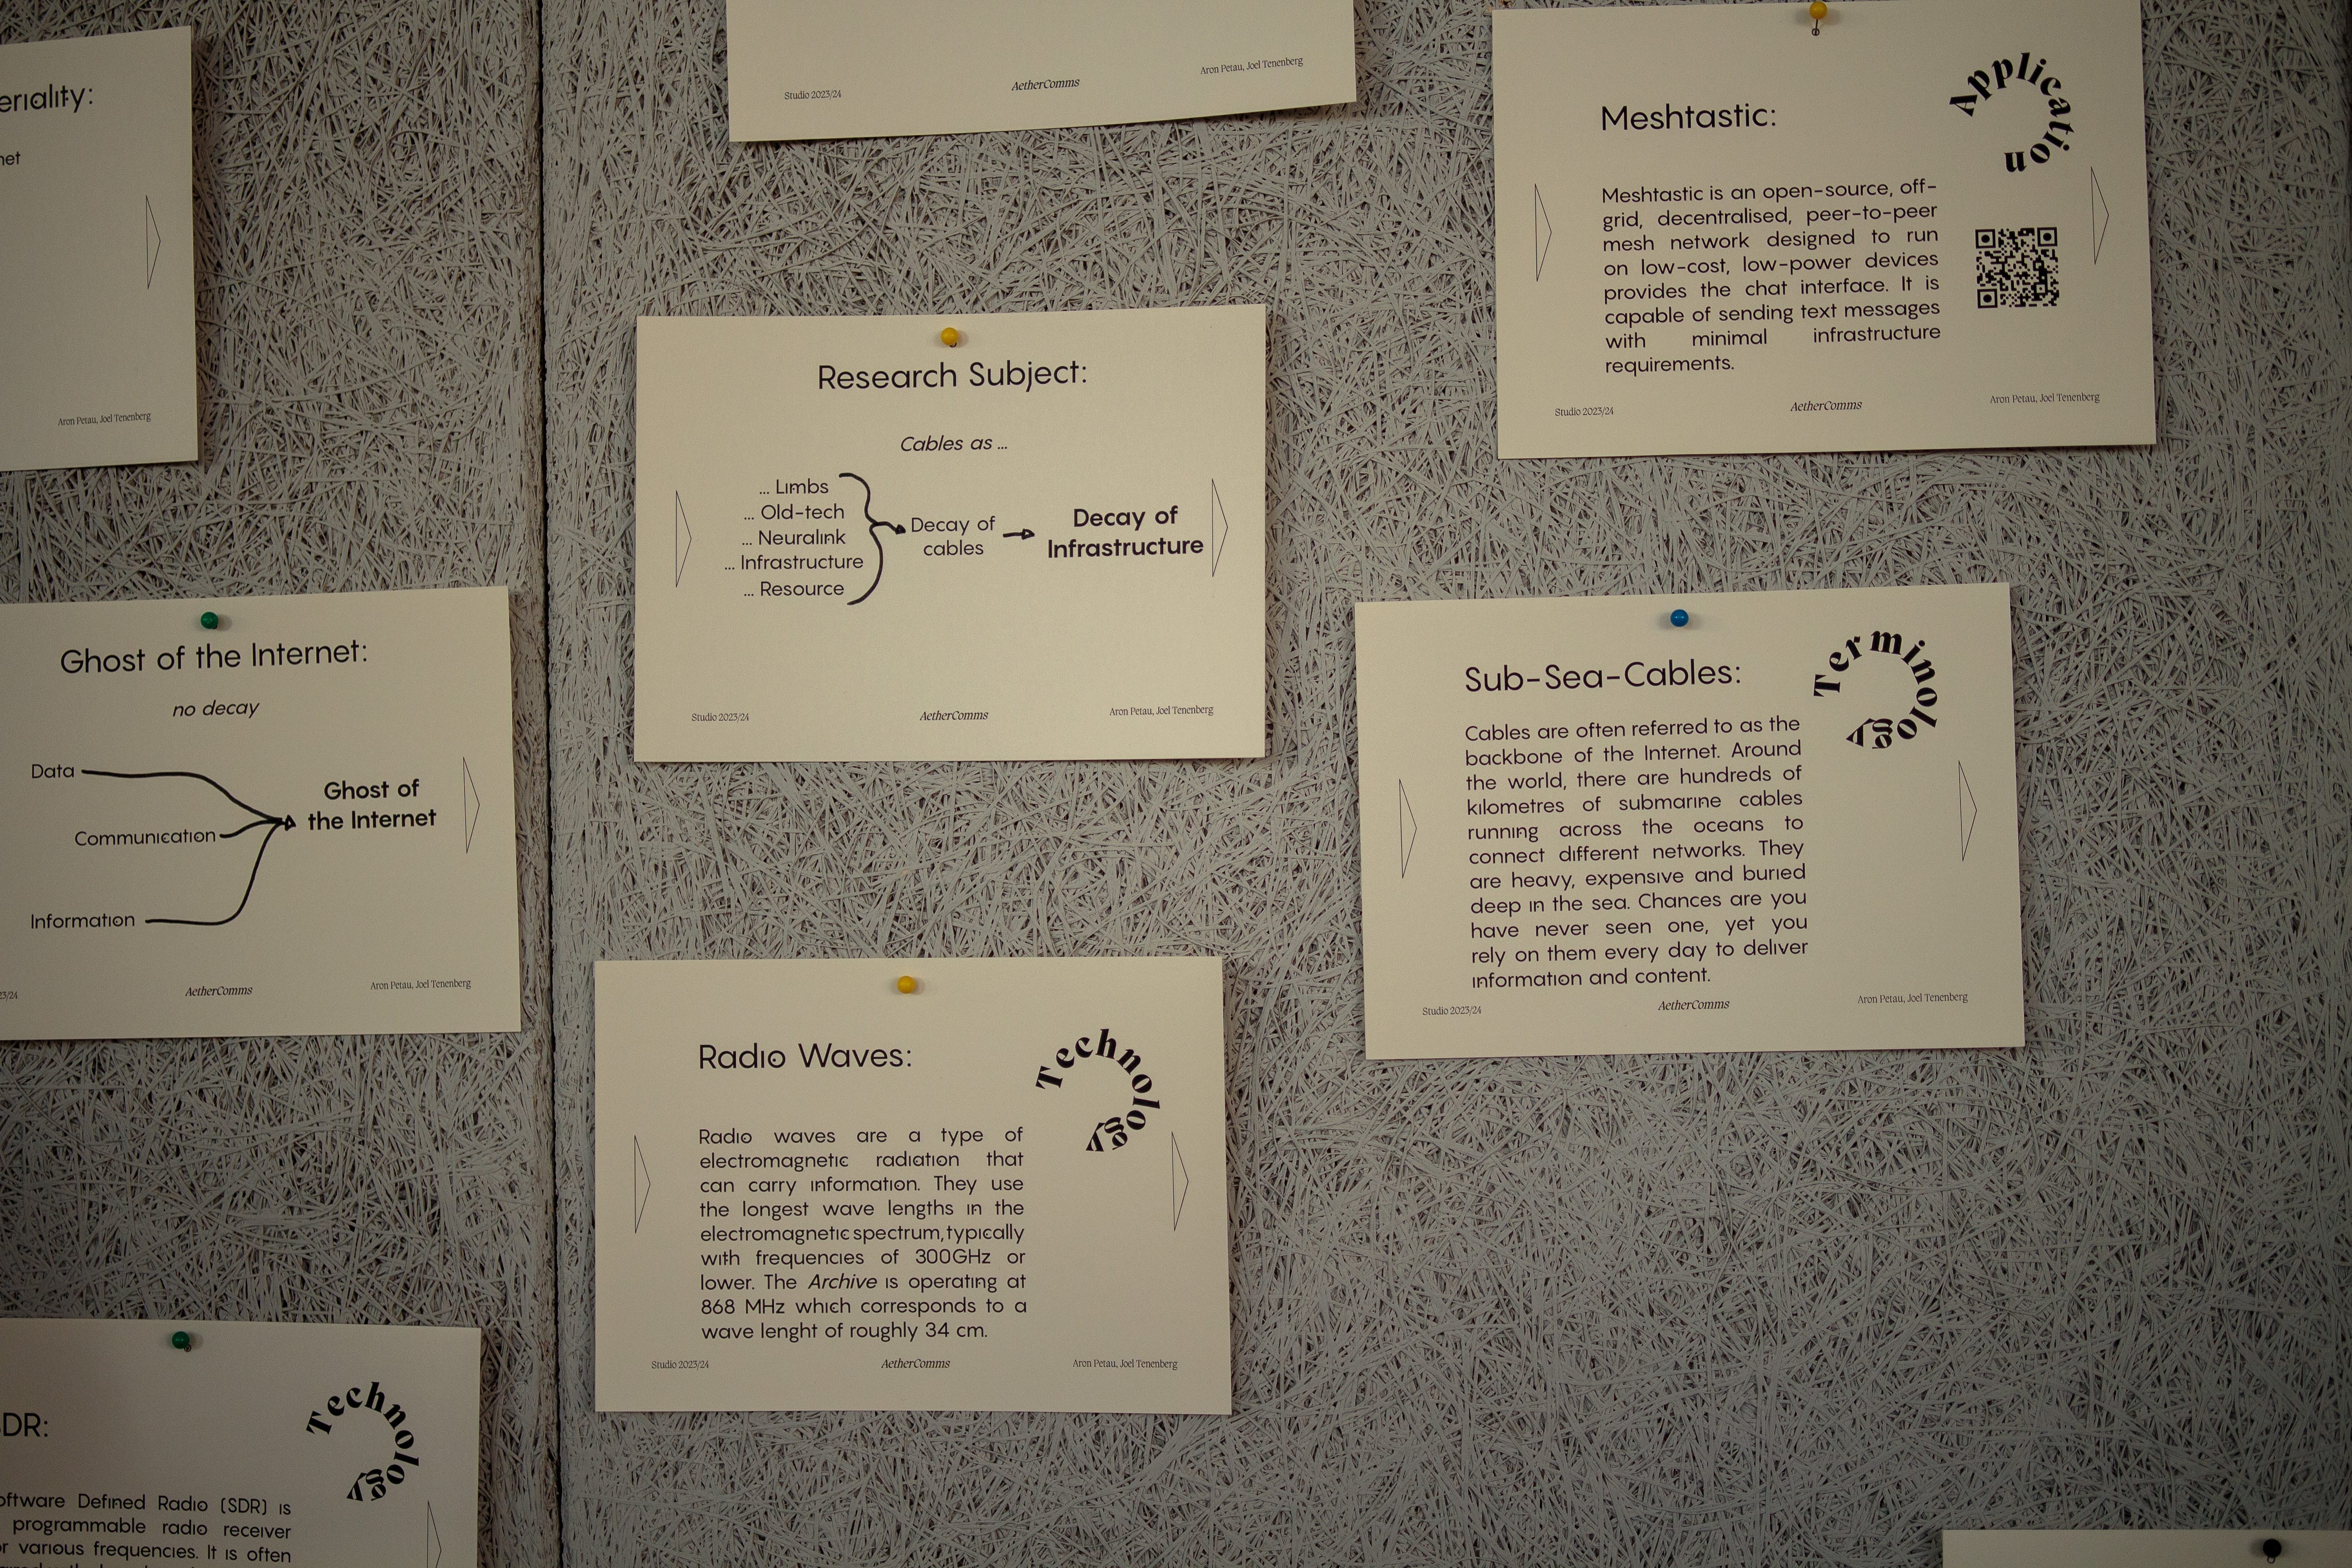 eriality:
net
Aron Petau, Joel Tenenberg
Studio 2023/24
AetherComms
Aron Petau, Joel Tenenberg
Meshtastic:
Application
Meshtastic is an open-source, off-
grid, decentralised, peer-to-peer
mesh network designed to run
on low-cost, low-power devices
provides the chat interface. It is
capable of sending text messages
with minimal infrastructure
requirements.
Studio 2023/24
AetherComms
Aron Petau, Joel Tenenberg
Research Subject:
Cables as ...
... Limbs
... Old-tech
... Neuralink
... Infrastructure
... Resource
Decay of
cables
Decay of
Infrastructure
Studio 2023/24
AetherComms
Aron Petau, Joel Tenenberg
Ghost of the Internet:
no decay
Data
Communication
Information
Ghost of
the Internet
23/24
AetherComms
Aron Petau, Joel Tenenberg
Sub-Sea-Cables:
Terminology
Cables are often referred to as the
backbone of the Internet. Around
the world, there are hundreds of
kilometres of submarine cables
running across the oceans to
connect different networks. They
are heavy, expensive and buried
deep in the sea. Chances are you
have never seen one, yet you
rely on them every day to deliver
information and content.
Studio 2023/24
AetherComms
Aron Petau, Joel Tenenberg
Radio Waves:
Technology
Radio waves are a type of
electromagnetic radiation that
can carry information. They use
the longest wave lengths in the
electromagnetic spectrum, typically
with frequencies of 300GHz or
lower. The Archive is operating at
868 MHz which corresponds to a
wave lenght of roughly 34 cm.
Studio 2023/24
AetherComms
Aron Petau, Joel Tenenberg
SDR:
Technology
oftware Defined Radio (SDR) is
programmable radio receiver
or various frequencies. It is often